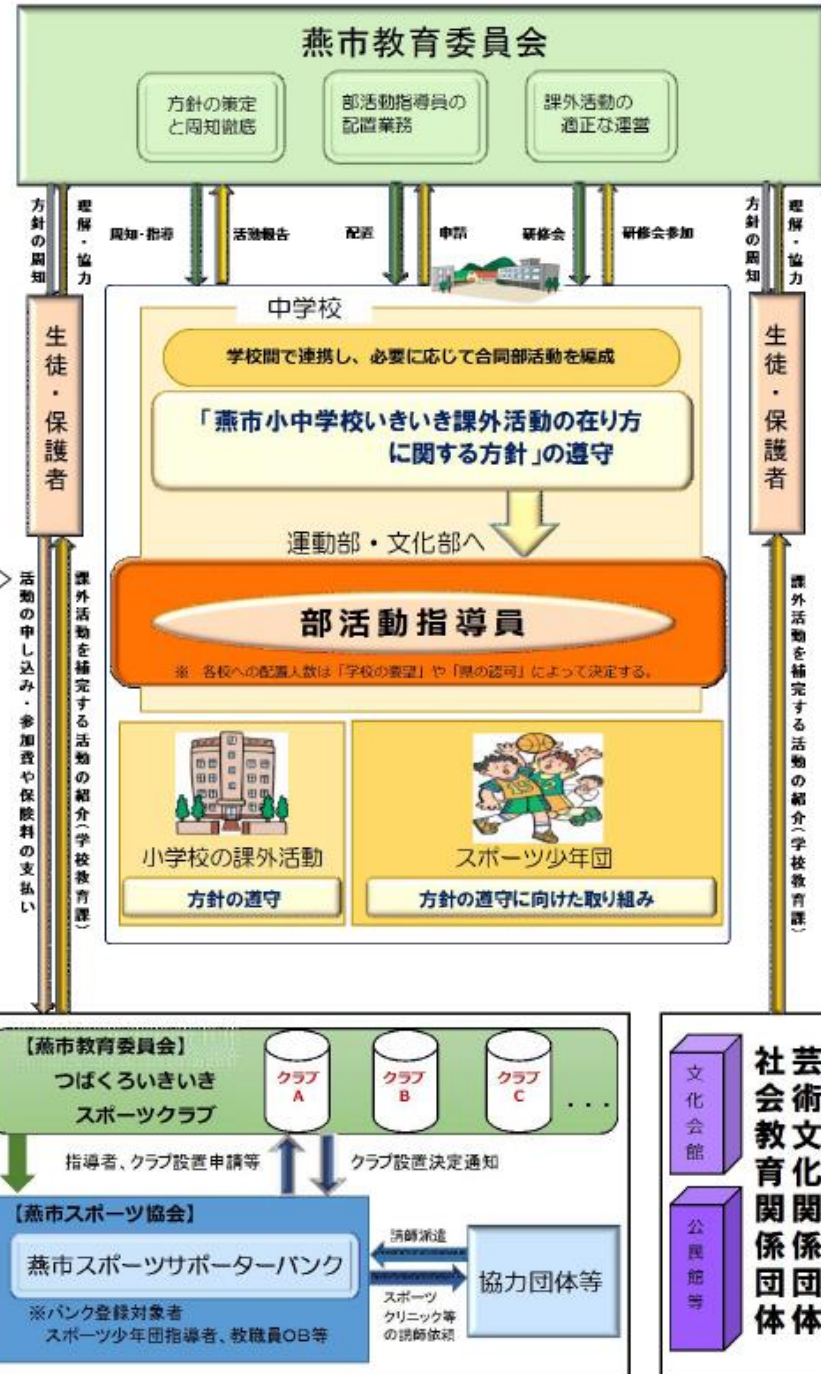 燕市教育委員会
方針の策定
と周知徹底
部活動指導員の
配置業務
課外活動の
適正な運営
方針の周知
理解・協力
周知・指導
活動報告
配置
申請
研修会
研修会参加
方針の周知
理解・協力
生徒・保護者
中学校
学校間で連携し、必要に応じて合同部活動を編成
「燕市小中学校いきいき課外活動の在り方
に関する方針」の遵守
運動部・文化部へ
部活動指導員
※ 各校への配置人数は「学校の要望」や「県の認可」によって決定する。
生徒・保護者
活動の申し込み・参加費や保険料の支払い
課外活動を補完する活動の紹介(学校教育課)
小学校の課外活動
方針の遵守
スポーツ少年団
方針の遵守に向けた取り組み
課外活動を補完する活動の紹介(学校教育課)
【燕市教育委員会】
つばくろいきいき
スポーツクラブ
クラブ
A
クラブ
B
クラブ
C
・・・
指導者、クラブ設置申請等
クラブ設置決定通知
【燕市スポーツ協会】
燕市スポーツサポーターバンク
※バンク登録対象者
スポーツ少年団指導者、教職員OB等
講師派遣
スポーツ
クリニック等
の講師依頼
協力団体等
文化会館
公民館等
芸術文化関係団体
社会教育関係団体